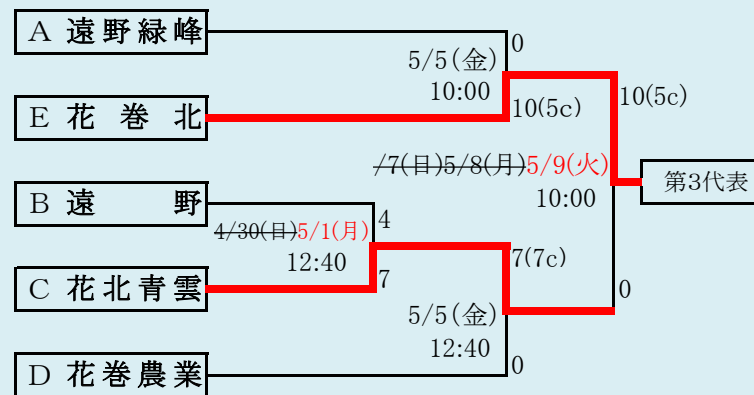 A 遠野緑峰
0
5/5(金)
10:00
E 花巻北
10(5c)
10(5c)
/7(日)5/8(月)5/9(火)
10:00
第3代表
B 遠野
4
4/30(日)5/1(月)
12:40
C 花北青雲
7
7(7c)
0
5/5(金)
12:40
D 花巻農業
0